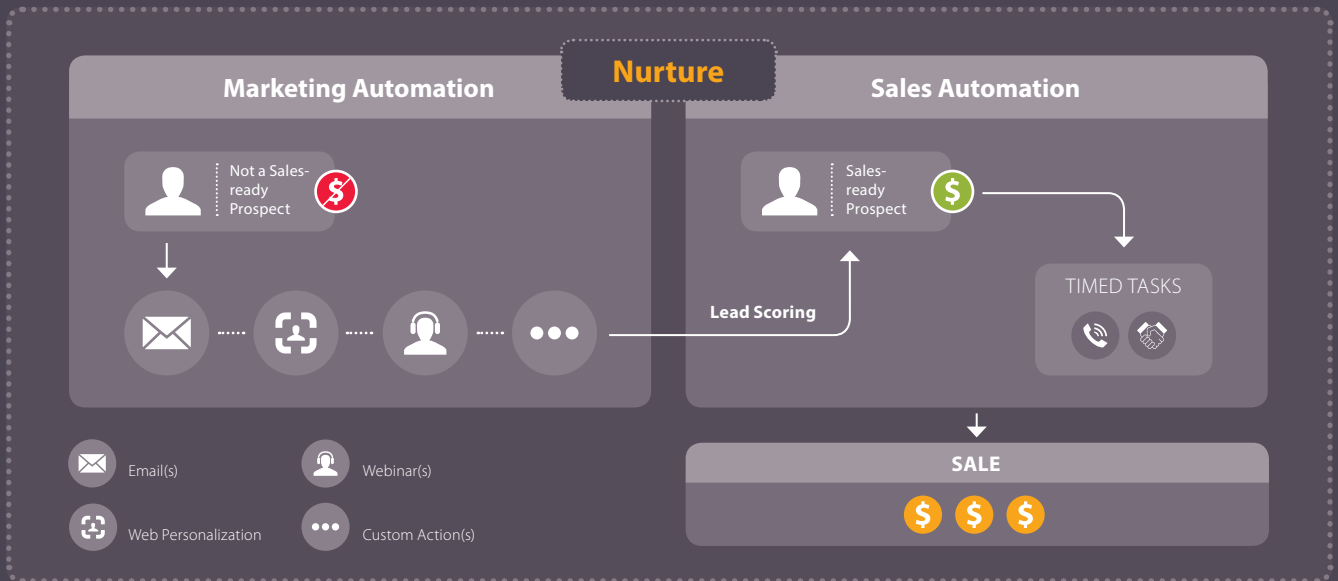 Nurture
Marketing Automation
Not a Sales-
ready
Prospect
Sales Automation
Sales-
ready
Prospect
TIMED TASKS
Lead Scoring
SALE
Email(s)
Webinar(s)
Web Personalization
Custom Action(s)